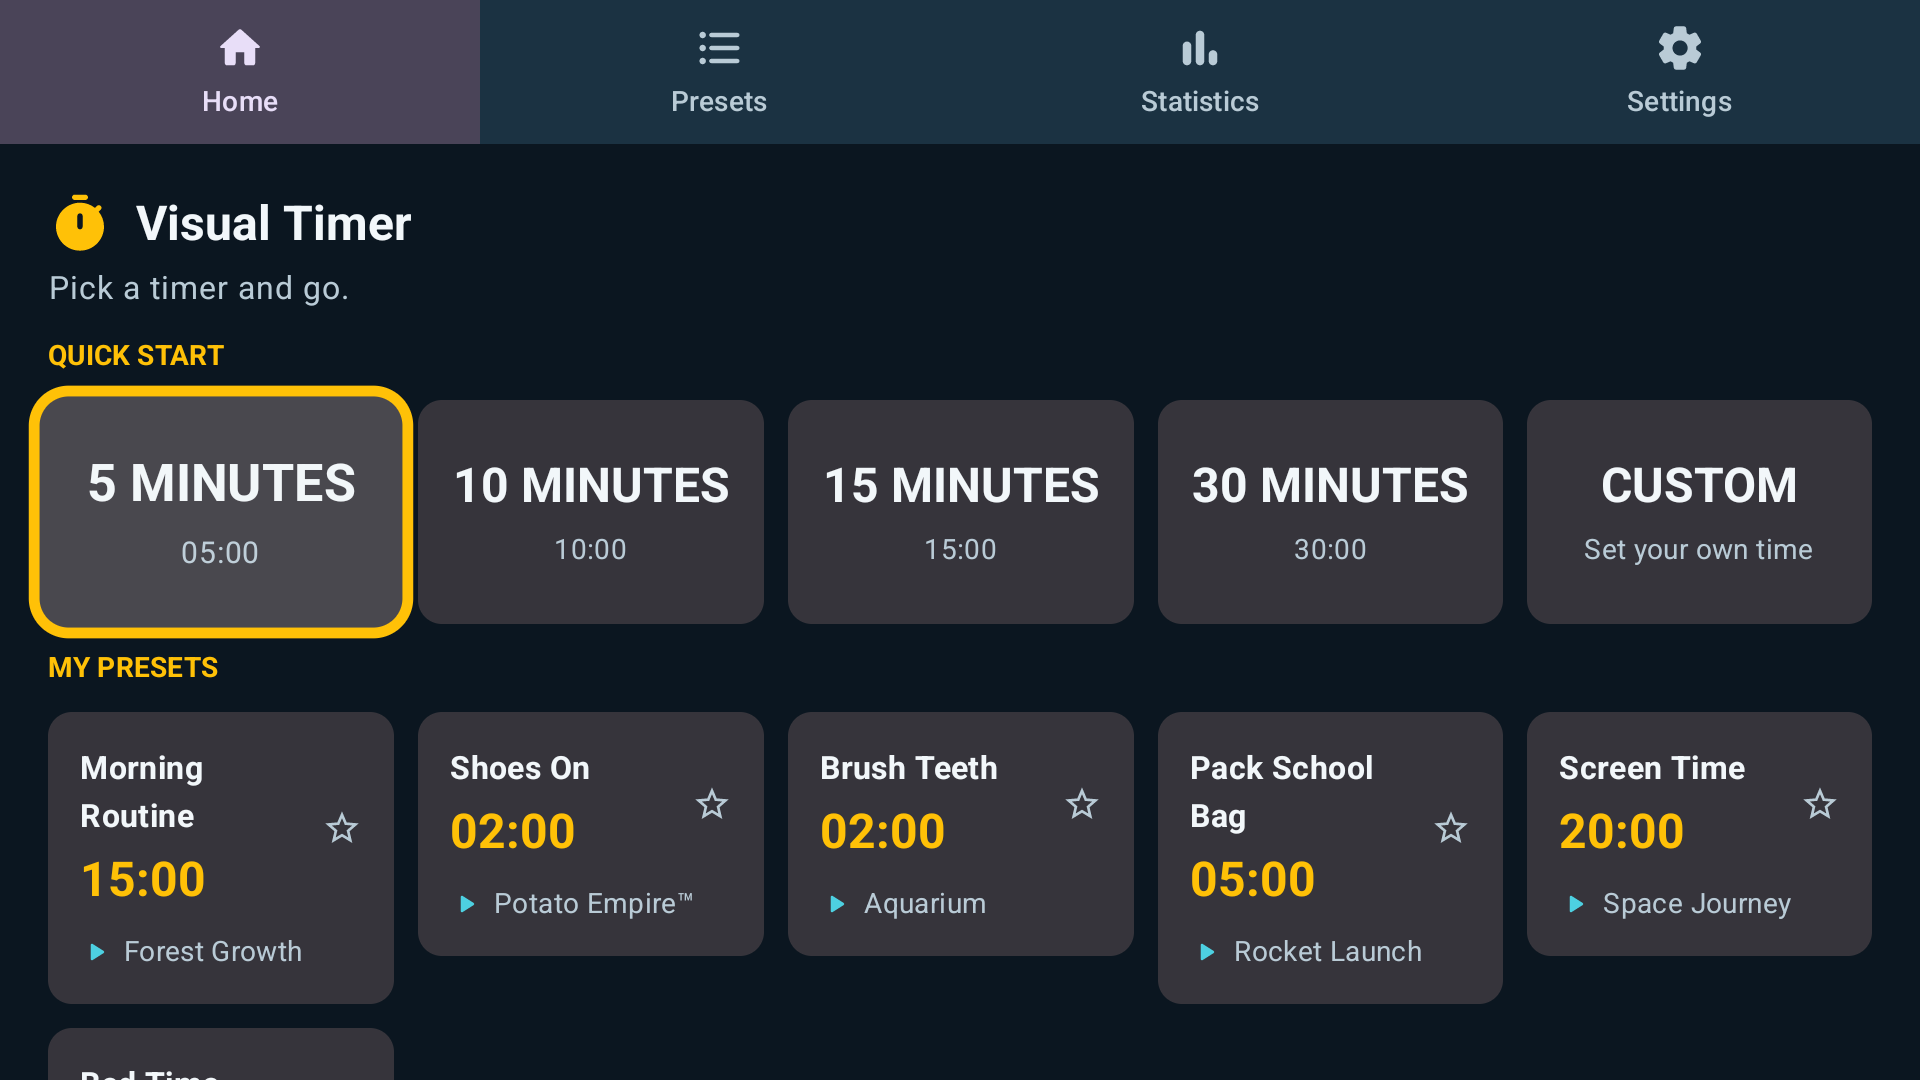 Home
Presets
Statistics
Settings
Visual Timer
Pick a timer and go.
QUICK START
5 MINUTES
05:00
10 MINUTES
10:00
15 MINUTES
15:00
30 MINUTES
30:00
CUSTOM
Set your own time
MY PRESETS
Morning
Routine
15:00
Forest Growth
Shoes On
02:00
Potato Empire™
Brush Teeth
02:00
Aquarium
Pack School
Bag
05:00
Rocket Launch
Screen Time
20:00
Space Journey
Bed Time